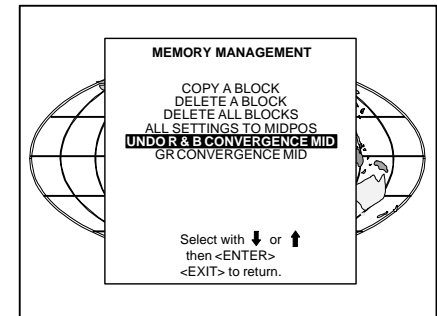 MEMORY MANAGEMENT
COPY A BLOCK
DELETE A BLOCK
DELETE ALL BLOCKS
ALL SETTINGS TO MIDPOS
UNDO R & B CONVERGENCE MID
GR CONVERGENCE MID
Select with ⬇ or ⬆
then <ENTER>
<EXIT> to return.